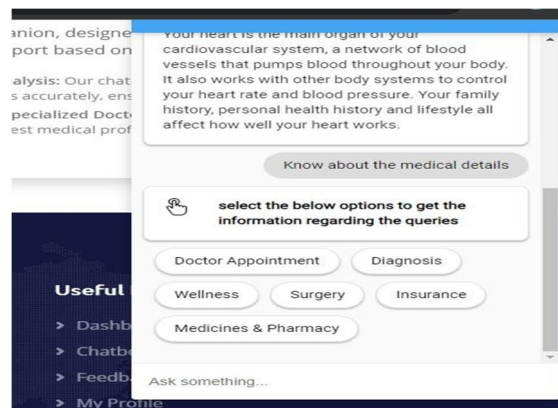 anion, designe
port based on
alysis: Our chat
s accurately, ens
pecialized Doct
est medical prof
Your heart is the main organ of your
cardiovascular system, a network of blood
vessels that pumps blood throughout your body.
It also works with other body systems to control
your heart rate and blood pressure. Your family
history, personal health history and lifestyle all
affect how well your heart works.
Know about the medical details
select the below options to get the
information regarding the queries
Doctor Appointment Diagnosis
Wellness Surgery Insurance
Medicines & Pharmacy
Ask something...
Useful
> Dashb
> Chatbo
> Feedb
> My Profile